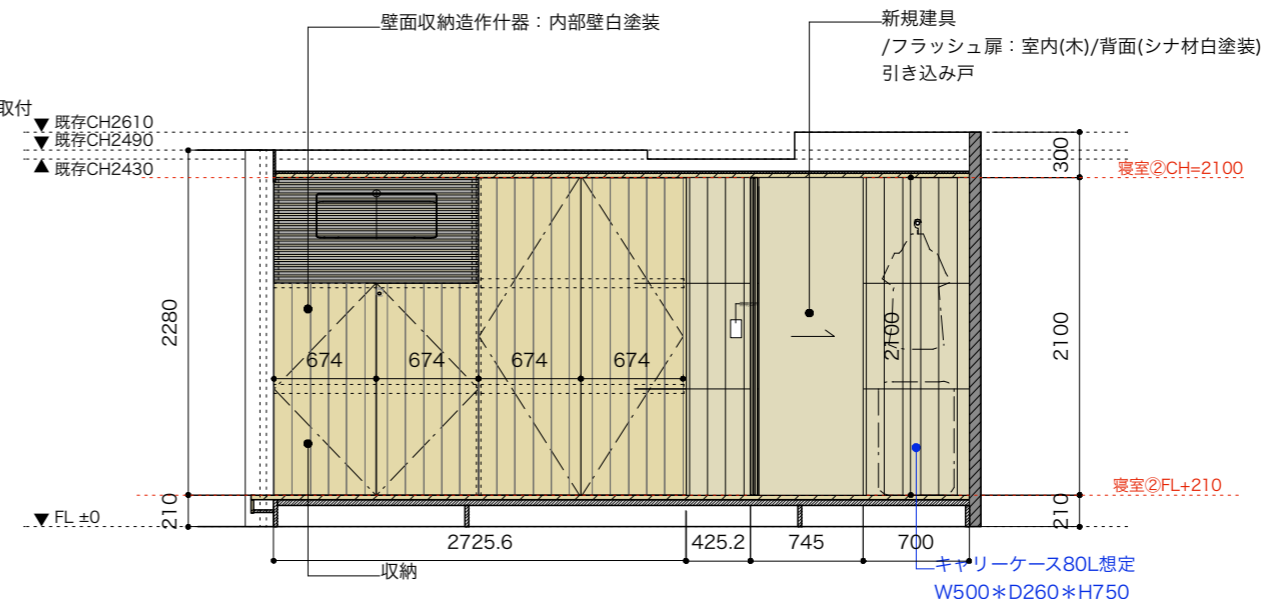 壁面収納造作什器：内部壁白塗装
新規建具
/フラッシュ扉：室内(木)/背面(シナ材白塗装)
引き込み戸
取付
▼ 既存CH2610
▼ 既存CH2490
▲ 既存CH2430
300
寝室②CH=2100
2280
2100
2100
674
674
674
674
寝室②FL+210
210
210
▼ FL ±0
2725.6
425.2
745
700
収納
キャリーケース80L想定
W500＊D260＊H750